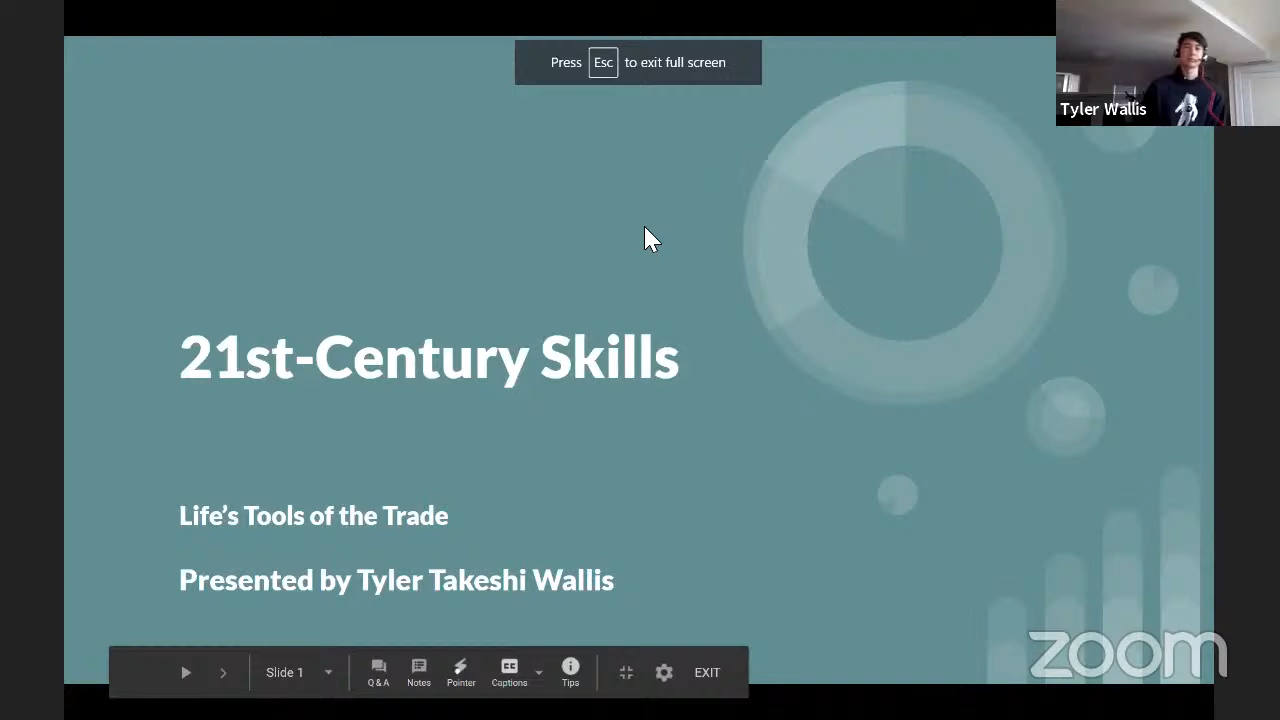 Press Esc to exit full screen
Tyler Wallis
21st-Century Skills
Life's Tools of the Trade
Presented by Tyler Takeshi Wallis
Slide 1
Q & A
Notes
Pointer
Captions
Tips
EXIT
CC
zoom